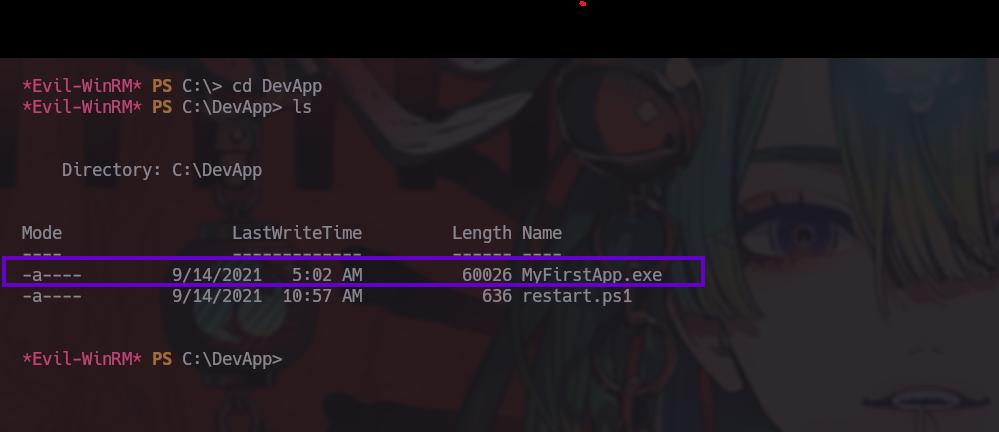 *Evil-WinRM* PS C:\> cd DevApp
*Evil-WinRM* PS C:\DevApp> ls
Directory: C:\DevApp
Mode LastWriteTime Length Name
---- ------------- ------ ----
-a---- 9/14/2021 5:02 AM 60026 MyFirstApp.exe
-a---- 9/14/2021 10:57 AM 636 restart.ps1
*Evil-WinRM* PS C:\DevApp>